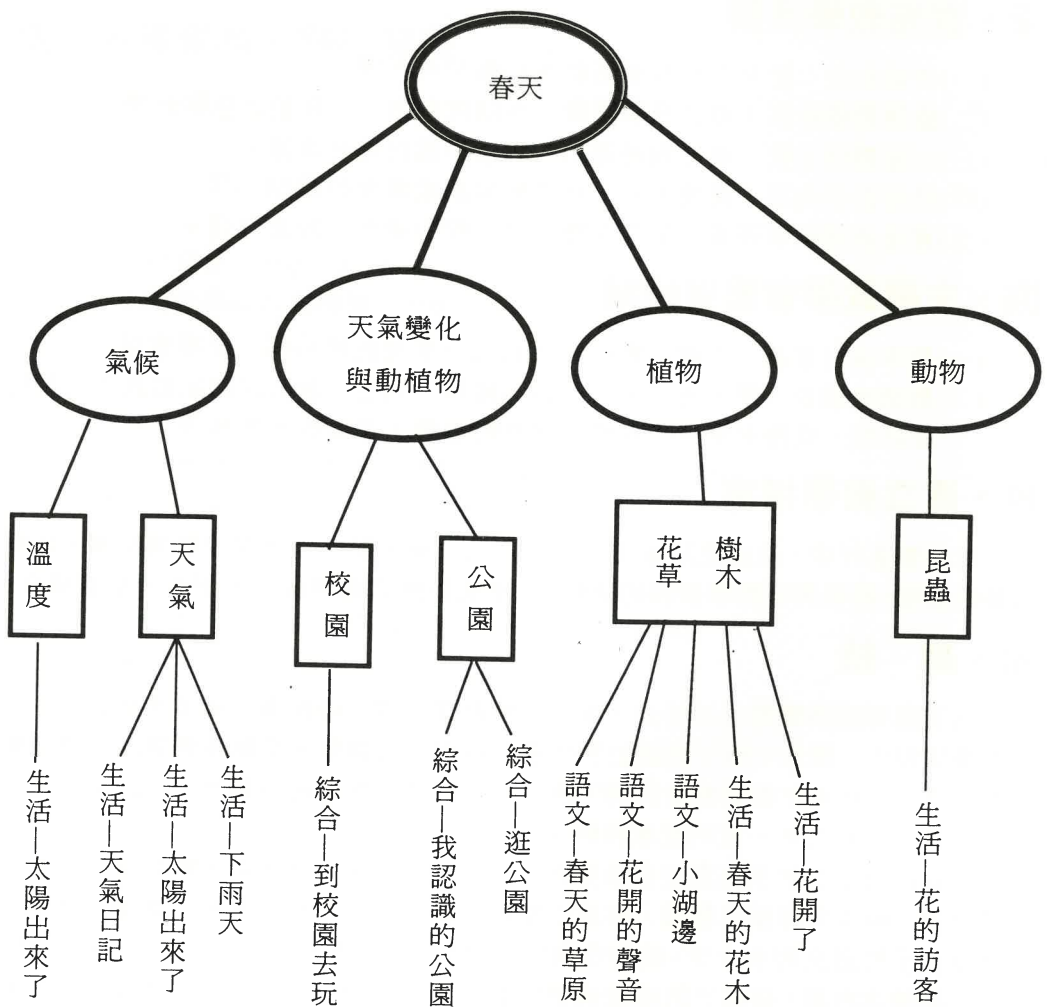 春天
氣候
天氣變化
與動植物
植物
動物
溫度
天氣
校園
公園
花草
樹木
昆蟲
生活—太陽出來了
生活—天氣日記
生活—太陽出來了
生活—下雨天
綜合—到校園去玩
綜合—我認識的公園
綜合—逛公園
語文—春天的草原
語文—花開的聲音
語文—小湖邊
生活—春天的花木
生活—花開了
生活—花的訪客